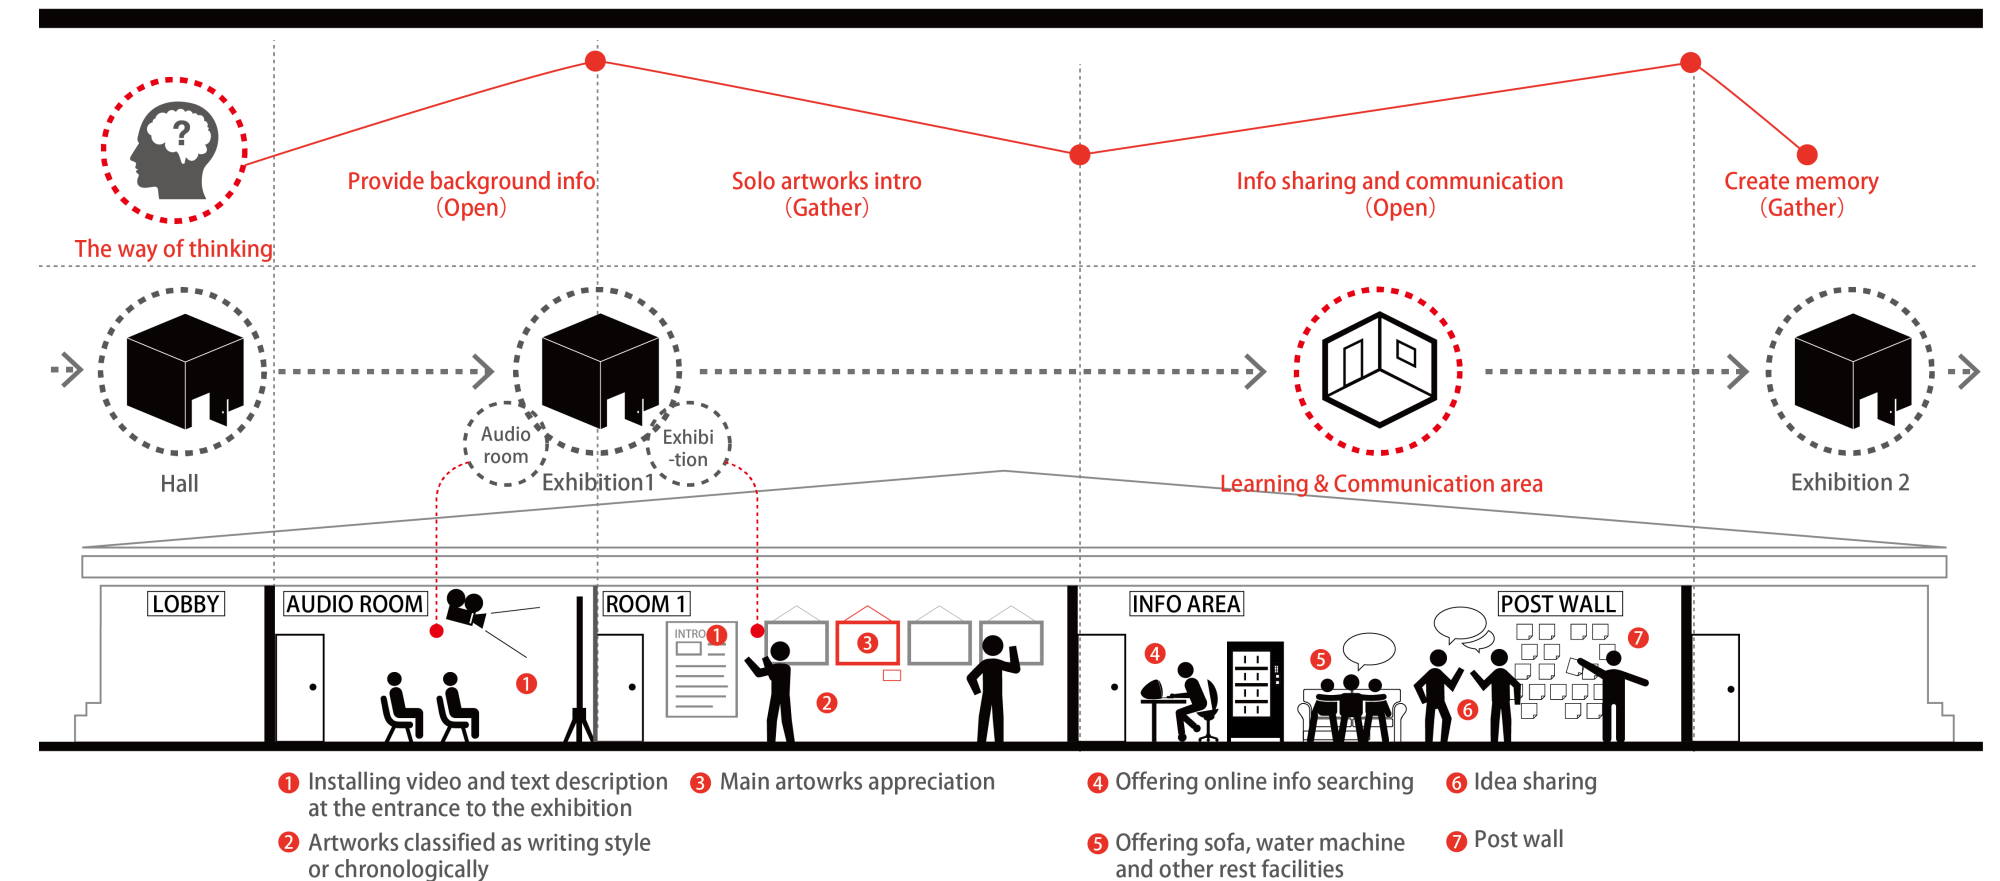 ?
Provide background info
(Open)
Solo artworks intro
(Gather)
Info sharing and communication
(Open)
Create memory
(Gather)
The way of thinking
Audio
room
Exhibi
-tion
Hall
Exhibition1
Learning & Communication area
Exhibition 2
LOBBY
AUDIO ROOM
ROOM 1
INFO AREA
POST WALL
INTRO
1
3
7
4
5
1
2
6
1 Installing video and text description
at the entrance to the exhibition
2 Artworks classified as writing style
or chronologically
3 Main artowrks appreciation
4 Offering online info searching
5 Offering sofa, water machine
and other rest facilities
6 Idea sharing
7 Post wall